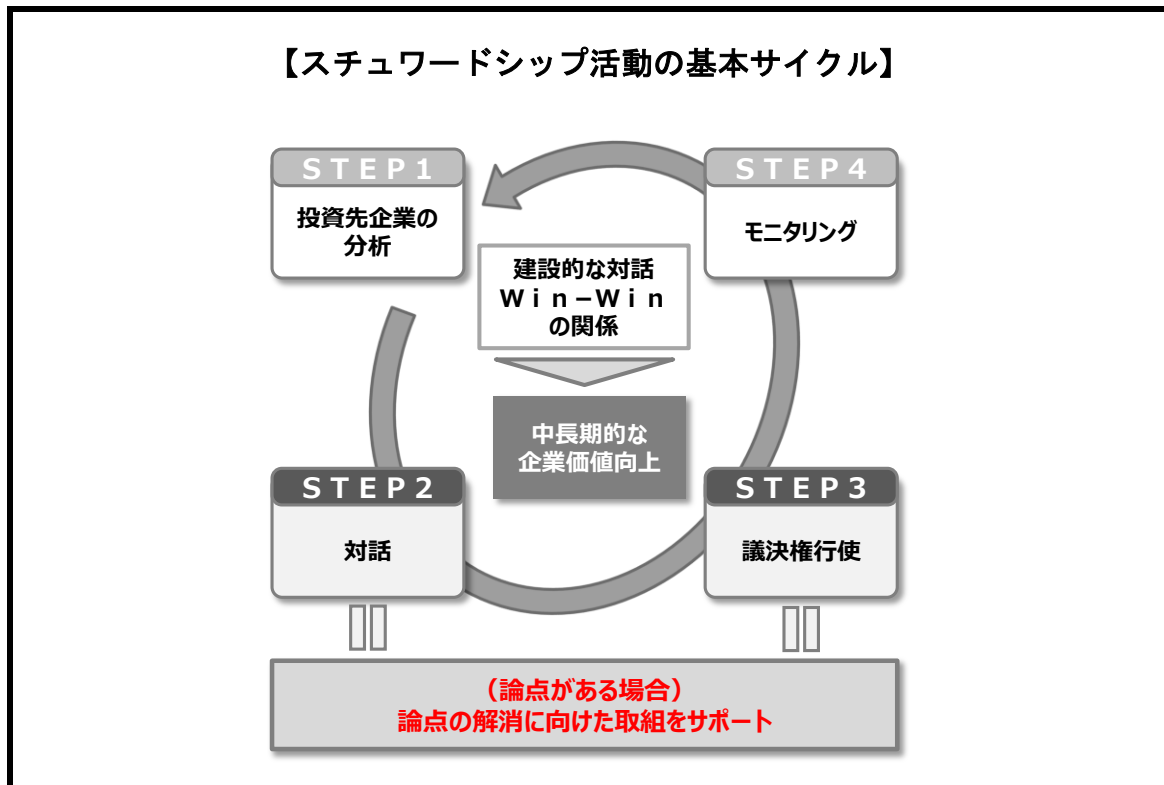 【スチュワードシップ活動の基本サイクル】
STEP1
投資先企業の
分析
STEP4
モニタリング
建設的な対話
Win-Win
の関係
中長期的な
企業価値向上
STEP2
対話
STEP3
議決権行使
（論点がある場合）
論点の解消に向けた取組をサポート